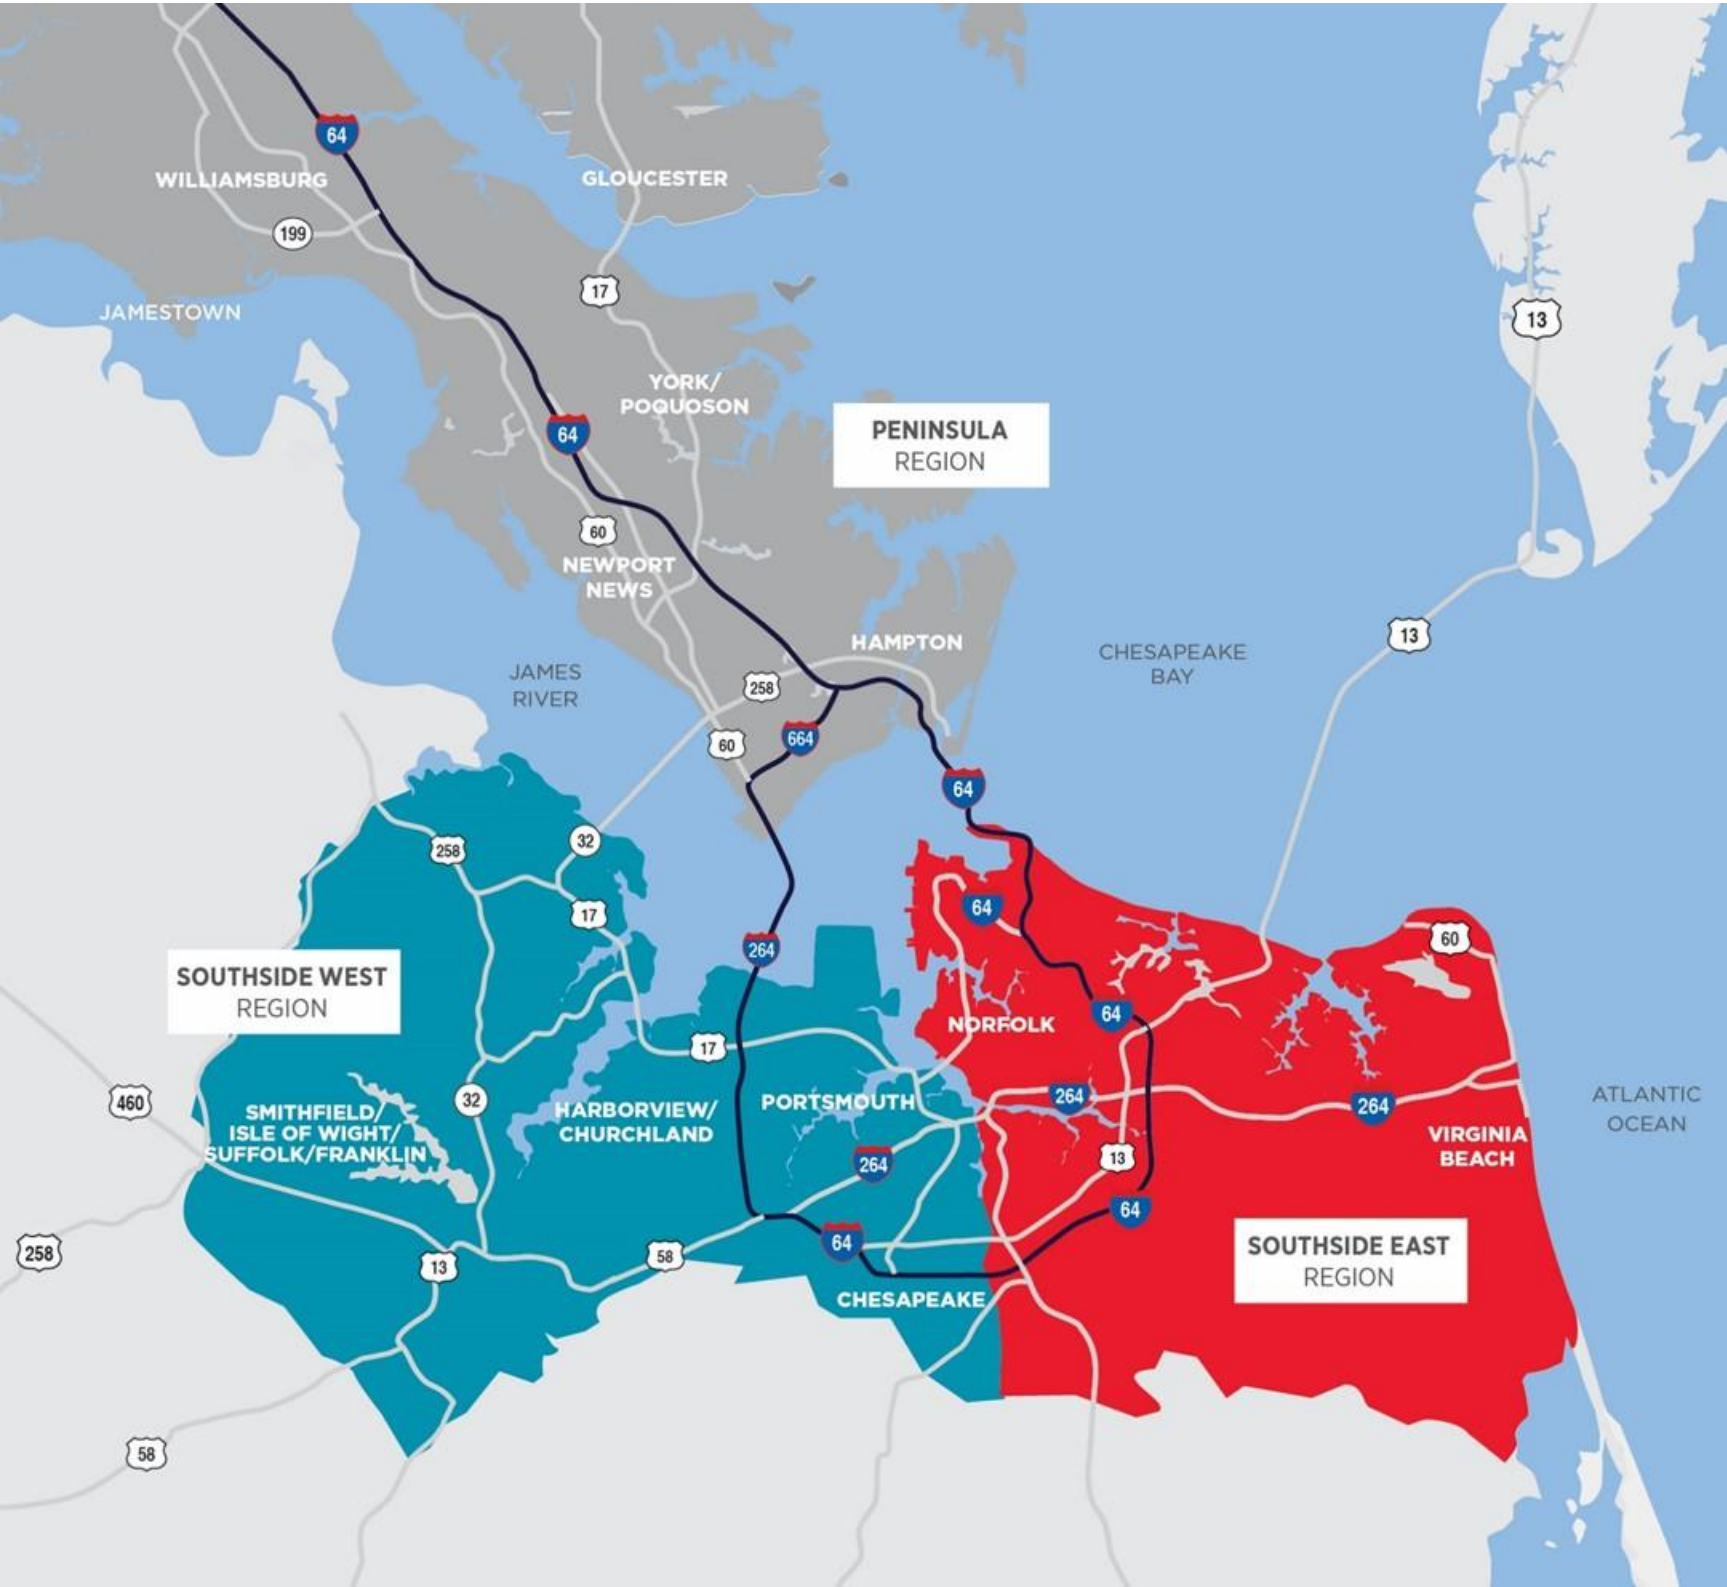 64
WILLIAMSBURG
GLOUCESTER
199
17
JAMESTOWN
13
YORK/
POQUOSON
64
PENINSULA
REGION
60
NEWPORT
NEWS
HAMPTON
13
CHESAPEAKE
BAY
JAMES
RIVER
258
664
60
64
32
258
64
17
60
264
SOUTHSIDE WEST
REGION
64
NORFOLK
17
460
32
264
264
ATLANTIC
OCEAN
SMITHFIELD/
ISLE OF WIGHT/
SUFFOLK/FRANKLIN
HARBORVIEW/
CHURCHLAND
PORTSMOUTH
VIRGINIA
BEACH
264
13
64
258
13
58
64
SOUTHSIDE EAST
REGION
CHESAPEAKE
58